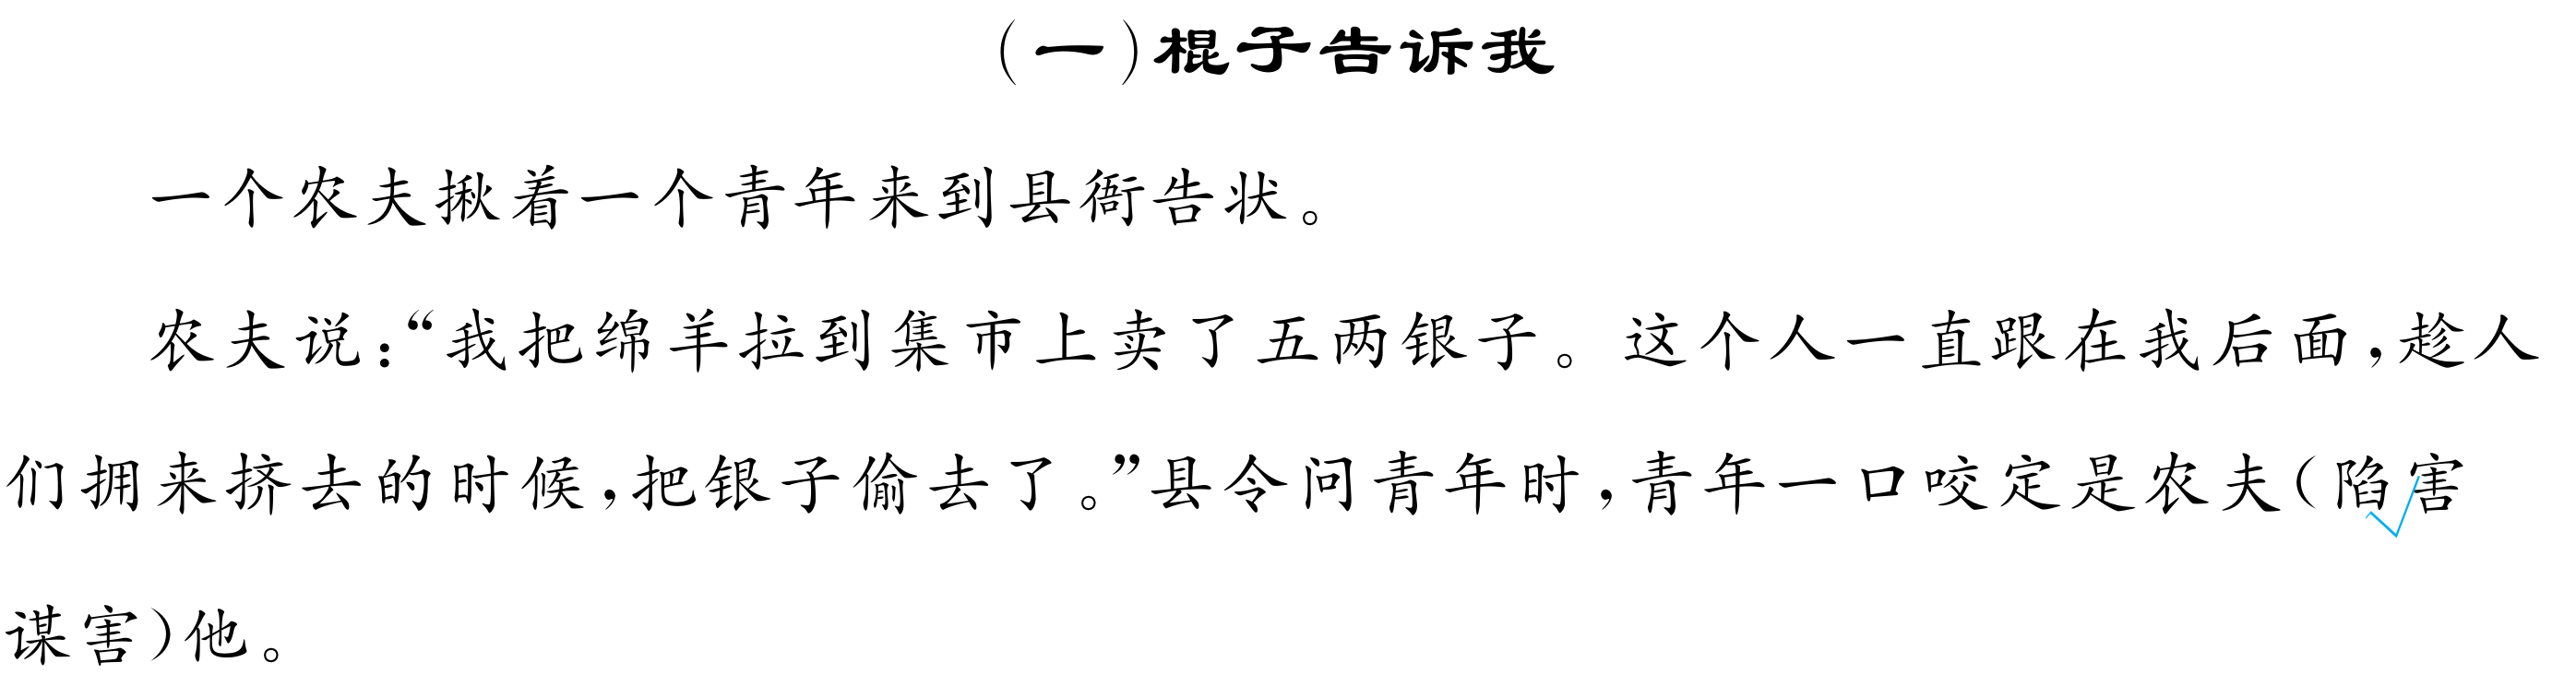 (一)棍子告诉我
一个农夫揪着一个青年来到县衙告状。
农夫说:“我把绵羊拉到集市上卖了五两银子。这个人一直跟在我后面,趁人
们拥来挤去的时候,把银子偷去了。”县令问青年时,青年一口咬定是农夫(陷害
谋害)他。